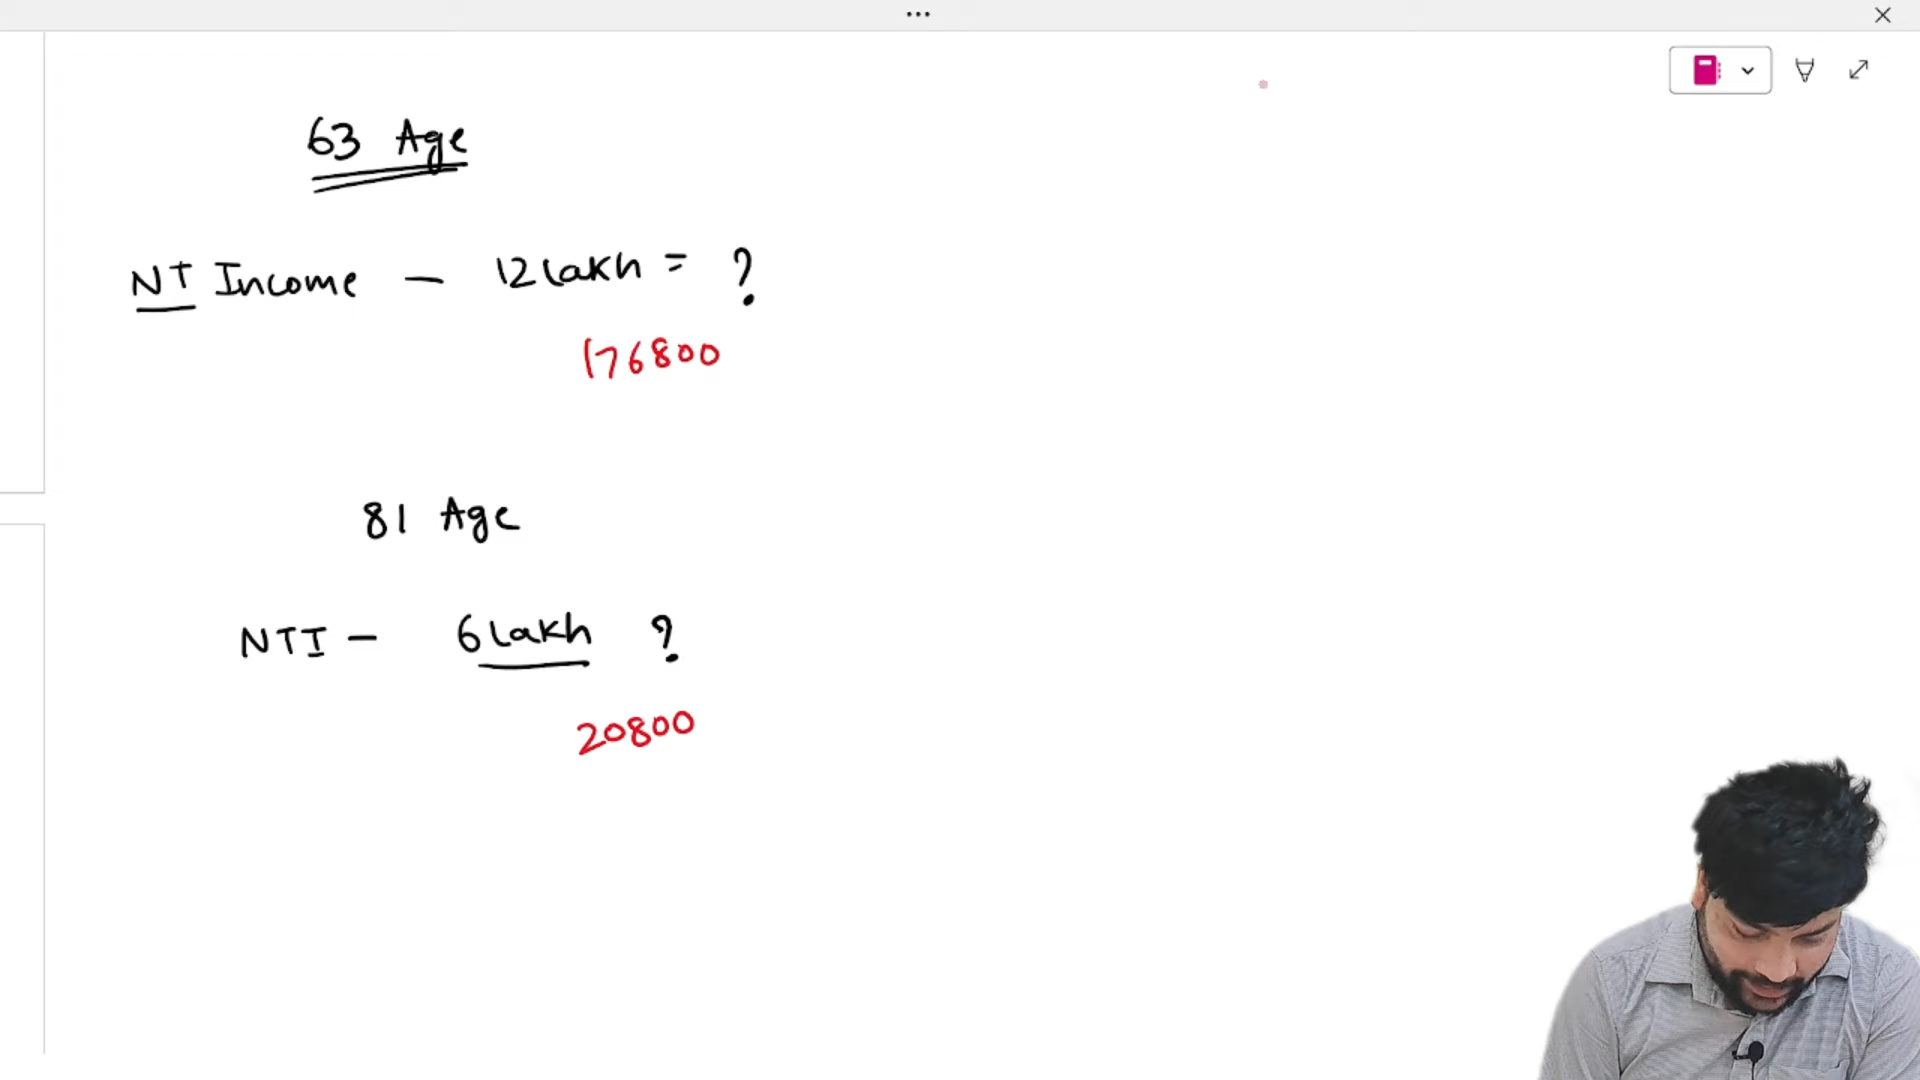 63 Age
NT Income - 12 lakh = ?
176800
81 Age
NTI - 6 lakh ?
20800